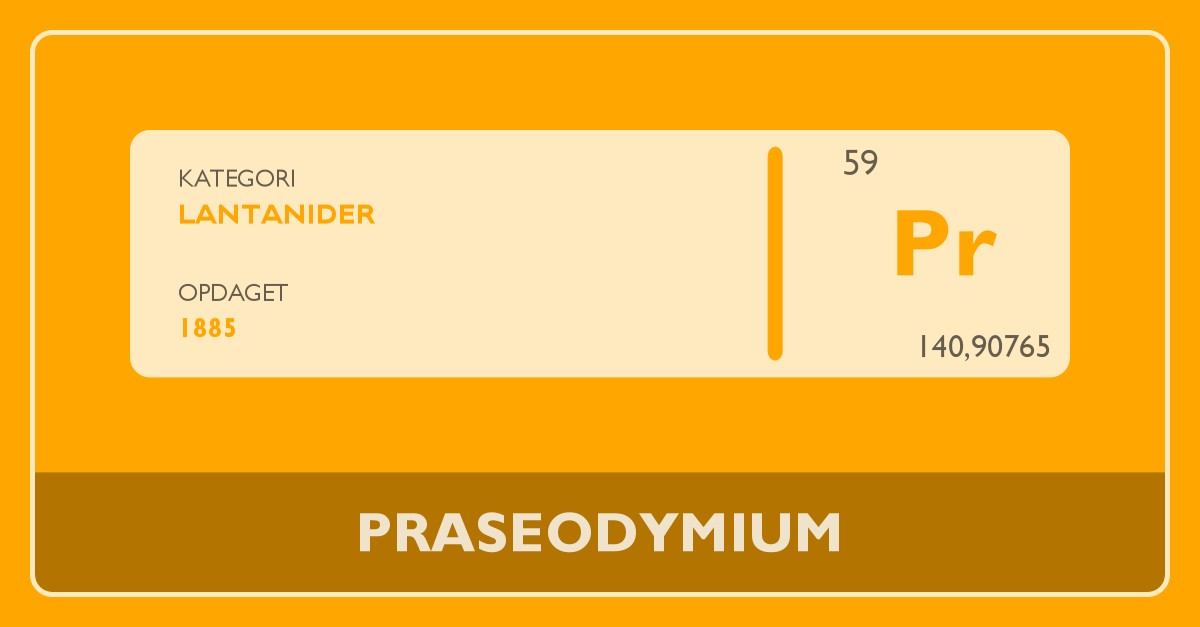 KATEGORI
LANTANIDER
OPDAGET
1885
59
Pr
140,90765
PRASEODYMIUM